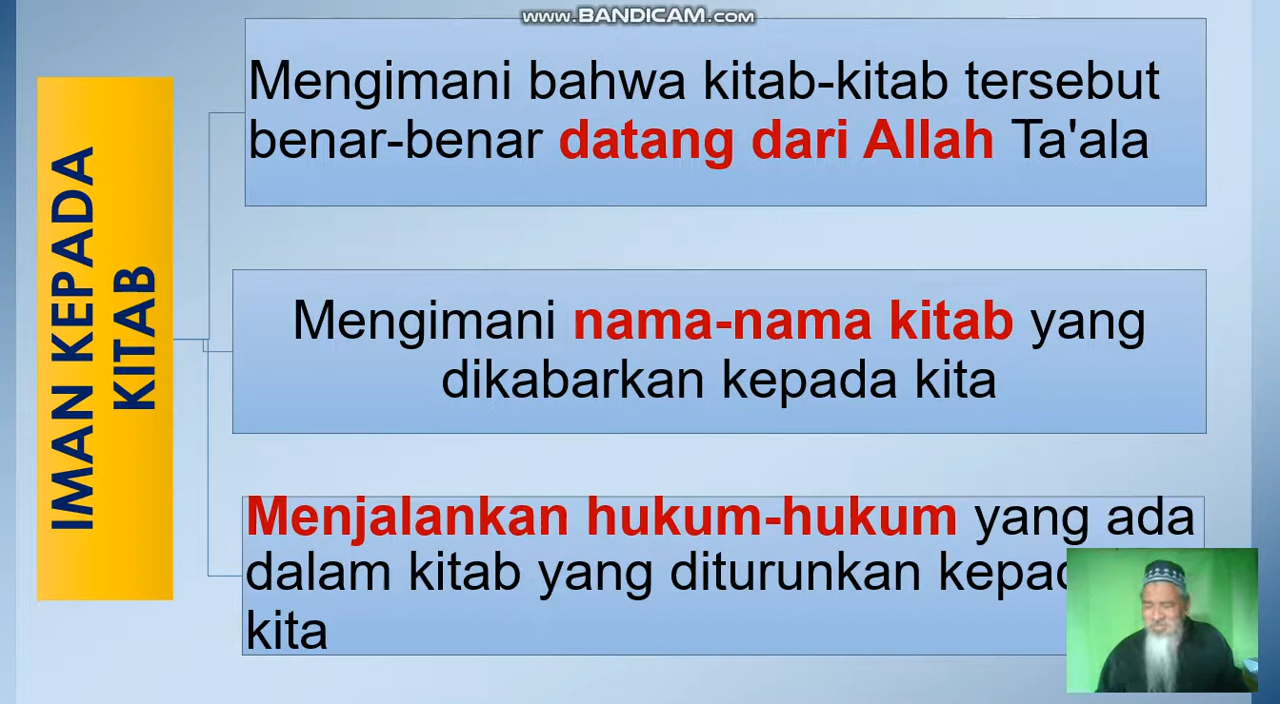 www.BANDICAM.com
IMAN KEPADA
KITAB
Mengimani bahwa kitab-kitab tersebut
benar-benar datang dari Allah Ta'ala
Mengimani nama-nama kitab yang
dikabarkan kepada kita
Menjalankan hukum-hukum yang ada
dalam kitab yang diturunkan
kita